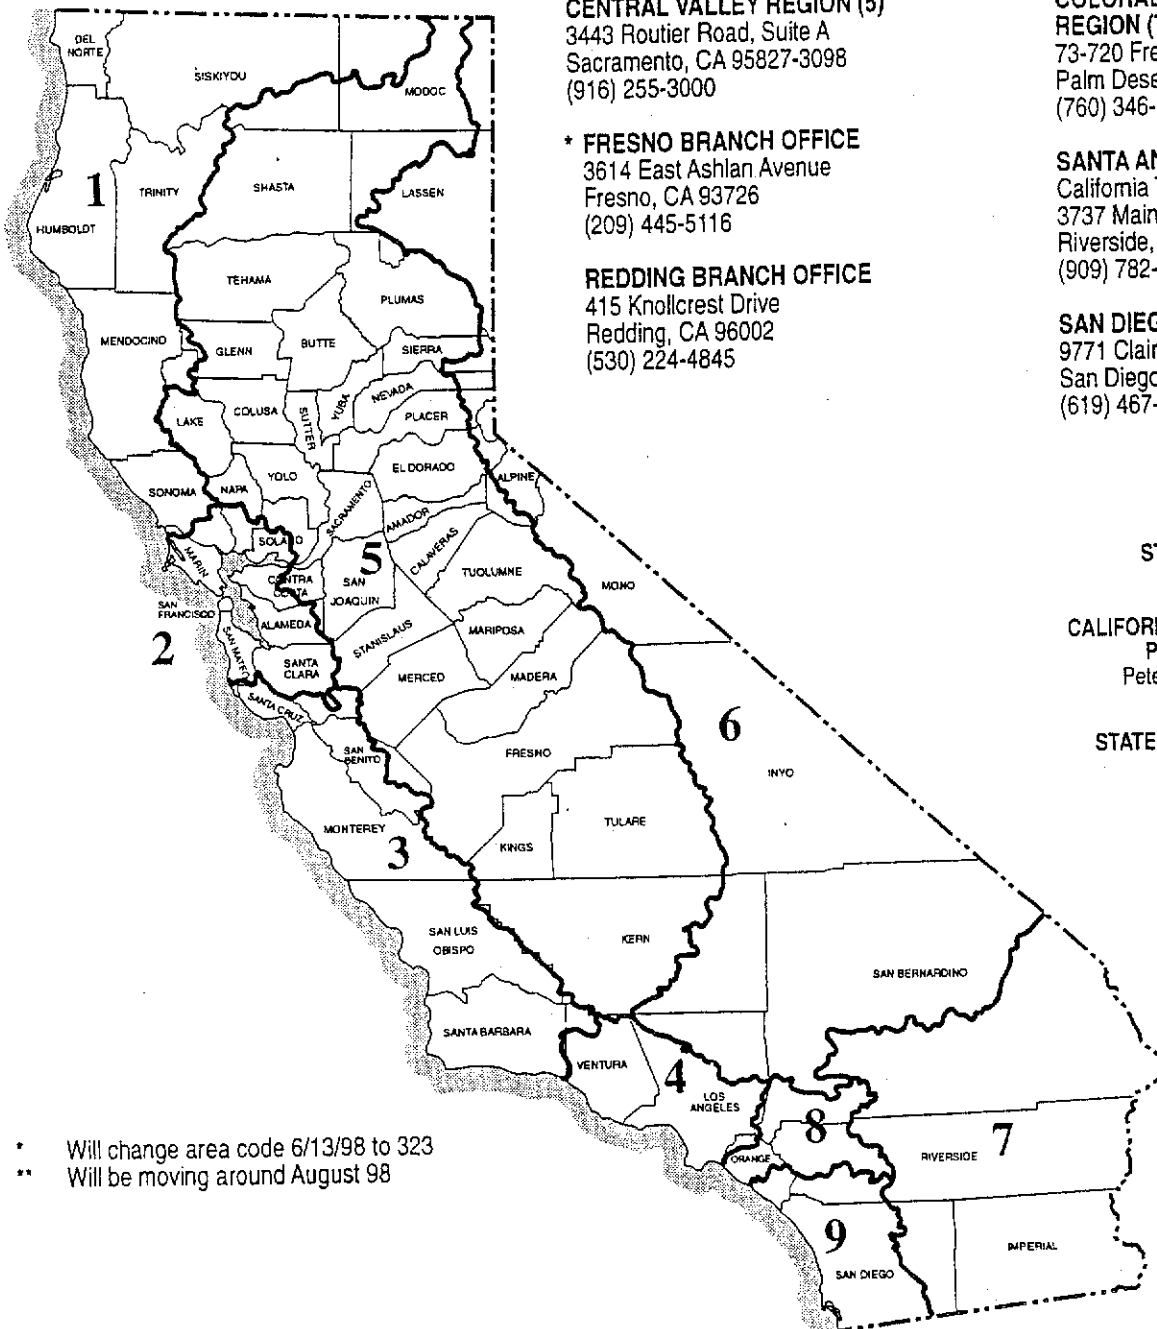 CENTRAL VALLEY REGION (5)
3443 Routier Road, Suite A
Sacramento, CA 95827-3098
(916) 255-3000
* FRESNO BRANCH OFFICE
3614 East Ashlan Avenue
Fresno, CA 93726
(209) 445-5116
REDDING BRANCH OFFICE
415 Knollcrest Drive
Redding, CA 96002
(530) 224-4845
REGION
73-720
Palm
(760) 346-
SANTA
California
3737 Main
Riverside,
(909) 782-
SAN
9771
San Diego
(619) 467-
STATE
DEL
NORTE
SISKIYOU
MODOC
1
TRINITY
SHASTA
LASSEN
HUMBOLDT
TEHAMA
PLUMAS
MENDOCINO
GLENN
BUTTE
SIERRA
LAKE
COLUSA
SUTTER
YUBA
NEVADA
PLACER
SONOMA
NAPA
YOLO
EL DORADO
ALPINE
SACRAMENTO
AMADOR
SOLANO
MARIN
5
CALAVERAS
TUOLUMNE
MONO
CONTRA
COSTA
SAN
JOAQUIN
SAN
FRANCISCO
2
ALAMEDA
STANISLAUS
MARIPOSA
SAN MATEO
SANTA
CLARA
MERCED
MADERA
SANTA CRUZ
SAN
BENITO
FRESNO
6
INYO
MONTEREY
3
KINGS
TULARE
SAN LUIS
OBISPO
KERN
SAN BERNARDINO
SANTA BARBARA
VENTURA
4
LOS
ANGELES
8
ORANGE
RIVERSIDE
7
9
SAN DIEGO
IMPERIAL
* Will change area code 6/13/98 to 323
** Will be moving around August 98